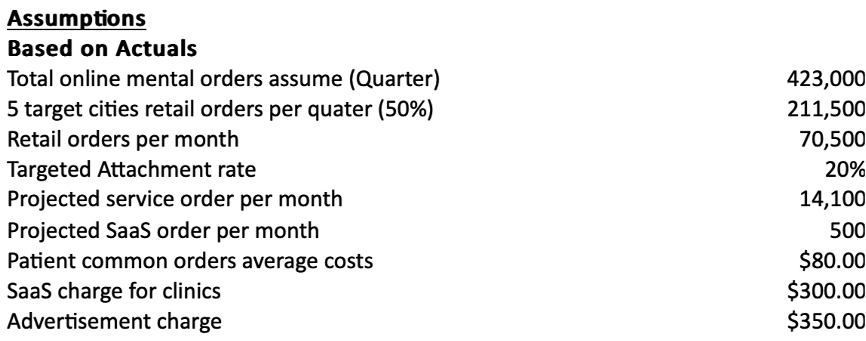 Assumptions
Based on Actuals
Total online mental orders assume (Quarter) 423,000
5 target cities retail orders per quater (50%) 211,500
Retail orders per month 70,500
Targeted Attachment rate 20%
Projected service order per month 14,100
Projected SaaS order per month 500
Patient common orders average costs $80.00
SaaS charge for clinics $300.00
Advertisement charge $350.00